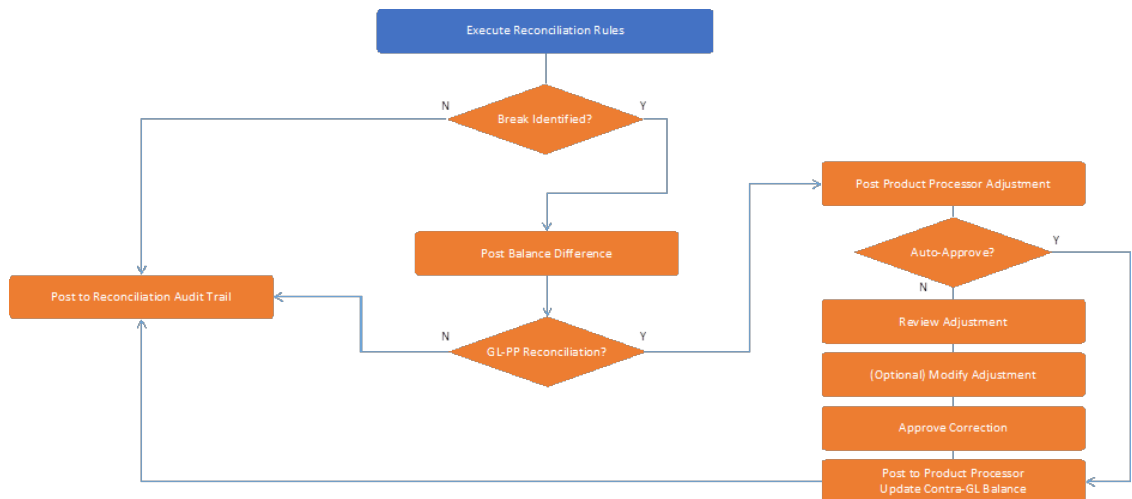 Execute Reconciliation Rules
N
Y
Break Identified?
Post Product Processor Adjustment
Post Balance Difference
Y
Auto-Approve?
N
Post to Reconciliation Audit Trail
Review Adjustment
N
Y
GL-PP Reconciliation?
(Optional) Modify Adjustment
Approve Correction
Post to Product Processor
Update Contra-GL Balance